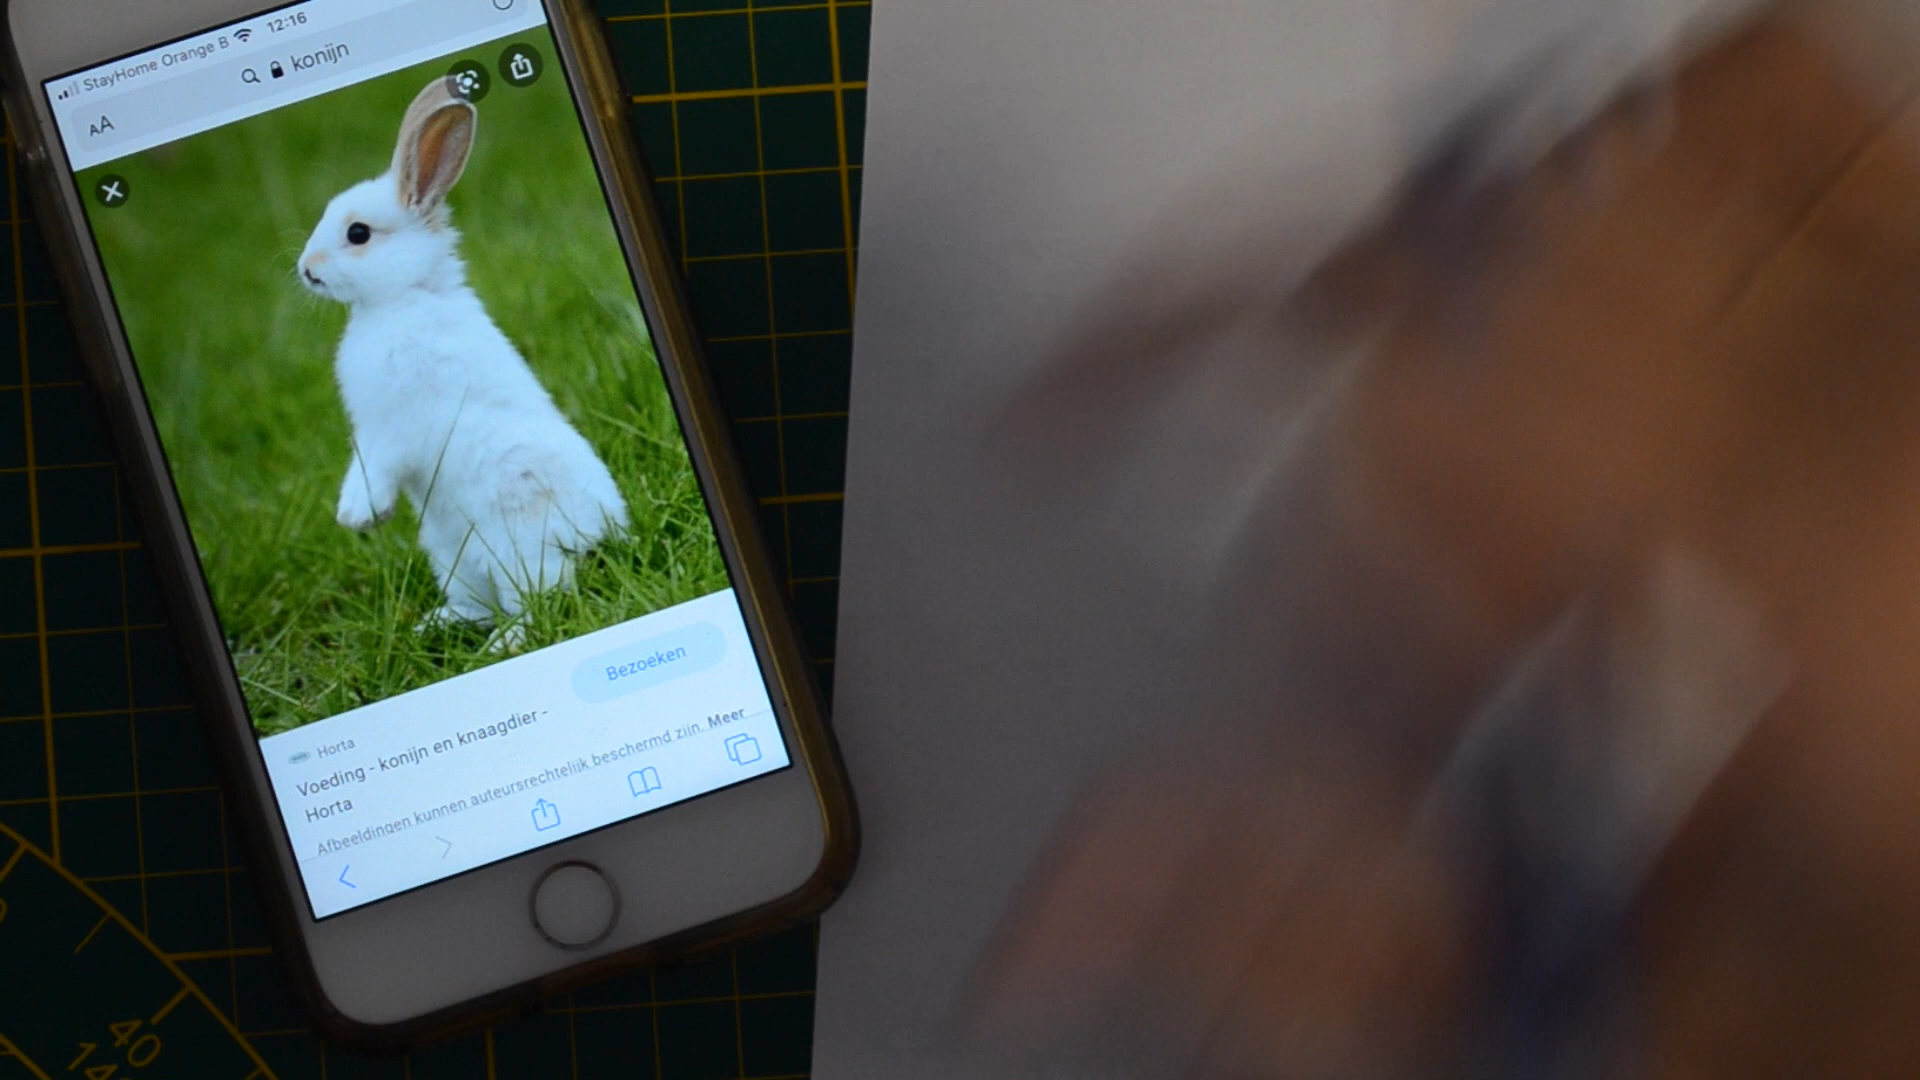 StayHome Orange B 12:16
AA konijn
Bezoeken
Horta
Voeding - konijn en knaagdier -
Horta
Afbeeldingen kunnen auteursrechtelijk beschermd zijn. Meer
40